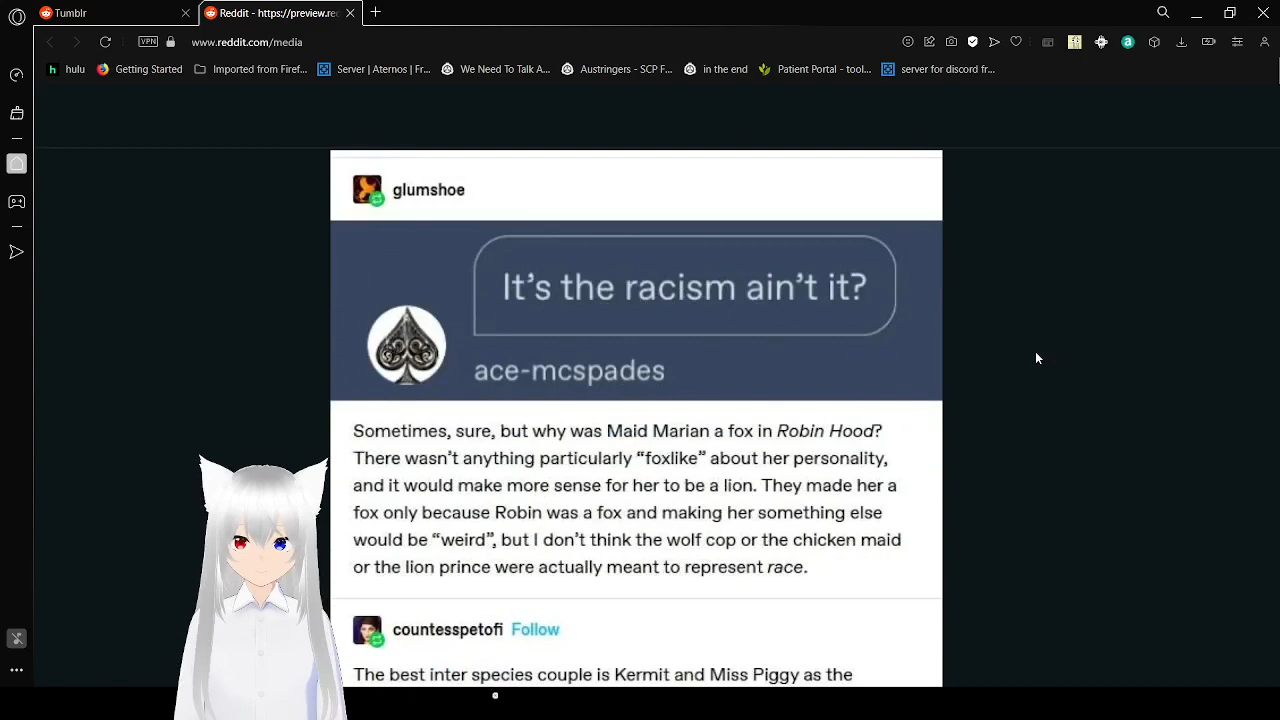 Tumblr
Reddit - https://preview.rec
VPN
www.reddit.com/media
hulu
Getting Started
Imported from Firef...
Server | Aternos | Fr...
We Need To Talk A...
Austringers - SCP F...
in the end
Patient Portal - tool...
server for discord fr...
glumshoe
It's the racism ain't it?
ace-mcspades
Sometimes, sure, but why was Maid Marian a fox in Robin Hood?
There wasn't anything particularly “foxlike” about her personality,
and it would make more sense for her to be a lion. They made her a
fox only because Robin was a fox and making her something else
would be “weird”, but I don't think the wolf cop or the chicken maid
or the lion prince were actually meant to represent race.
countesspetofi Follow
The best inter species couple is Kermit and Miss Piggy as the